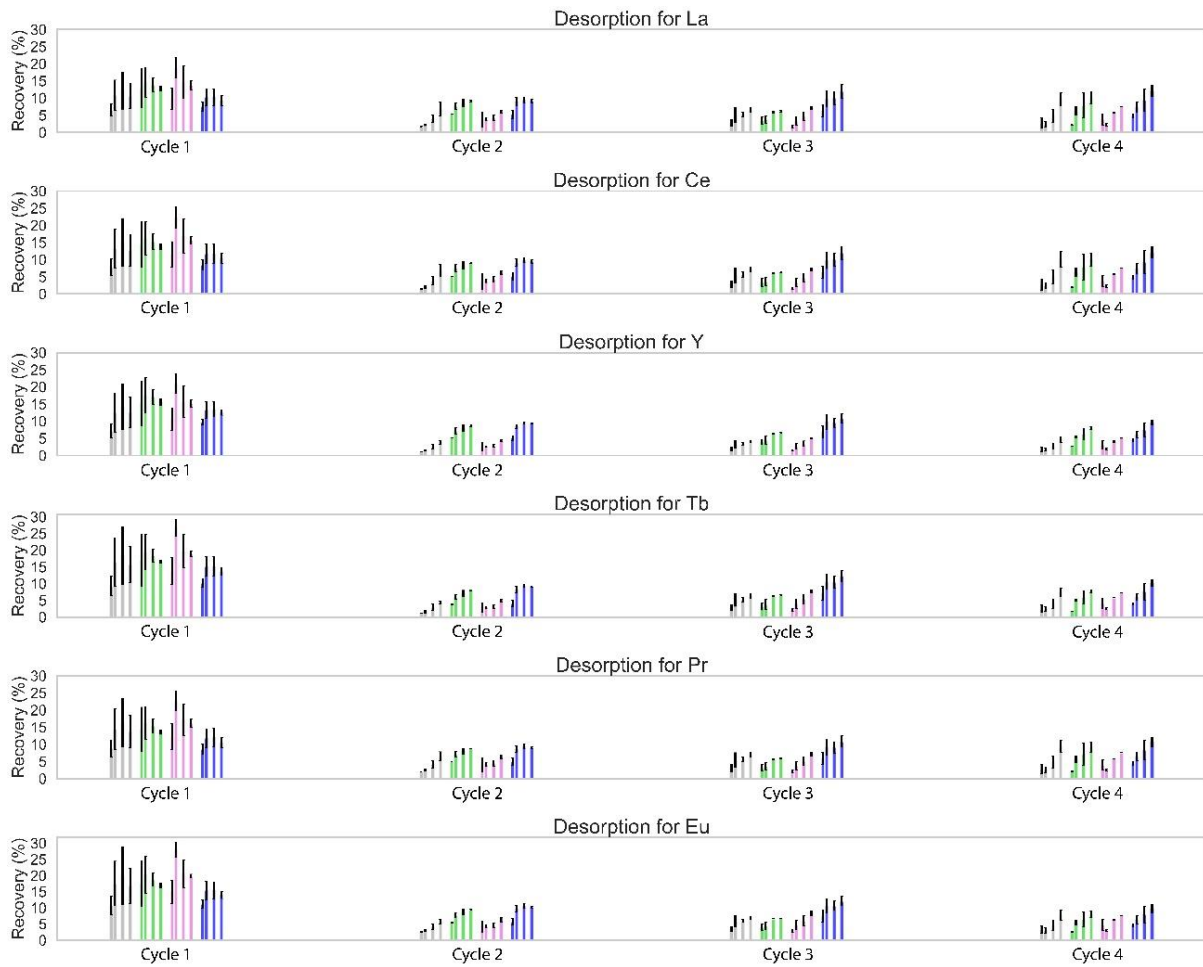 Desorption for La
Recovery (%)
30
25
20
15
10
5
0
Cycle 1 Cycle 2 Cycle 3 Cycle 4
Desorption for Ce
Recovery (%)
30
25
20
15
10
5
0
Cycle 1 Cycle 2 Cycle 3 Cycle 4
Desorption for Y
Recovery (%)
30
25
20
15
10
5
0
Cycle 1 Cycle 2 Cycle 3 Cycle 4
Desorption for Tb
Recovery (%)
30
25
20
15
10
5
0
Cycle 1 Cycle 2 Cycle 3 Cycle 4
Desorption for Pr
Recovery (%)
30
25
20
15
10
5
0
Cycle 1 Cycle 2 Cycle 3 Cycle 4
Desorption for Eu
Recovery (%)
30
25
20
15
10
5
0
Cycle 1 Cycle 2 Cycle 3 Cycle 4